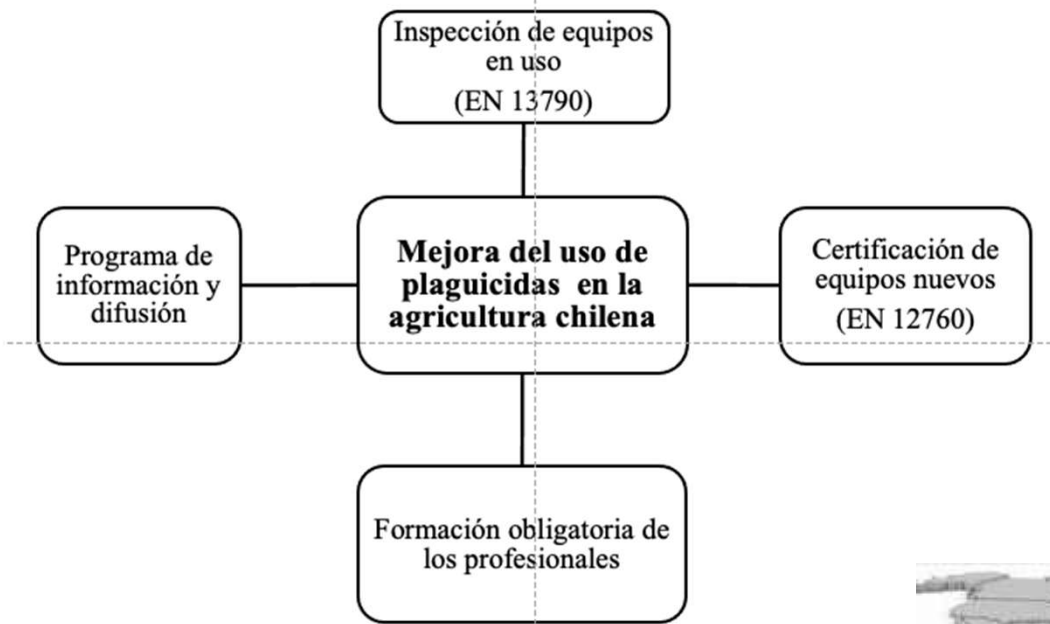 Inspección de equipos
en uso
(EN 13790)
Programa de
información y
difusión
Mejora del uso de
plaguicidas en la
agricultura chilena
Certificación de
equipos nuevos
(EN 12760)
Formación obligatoria de
los profesionales